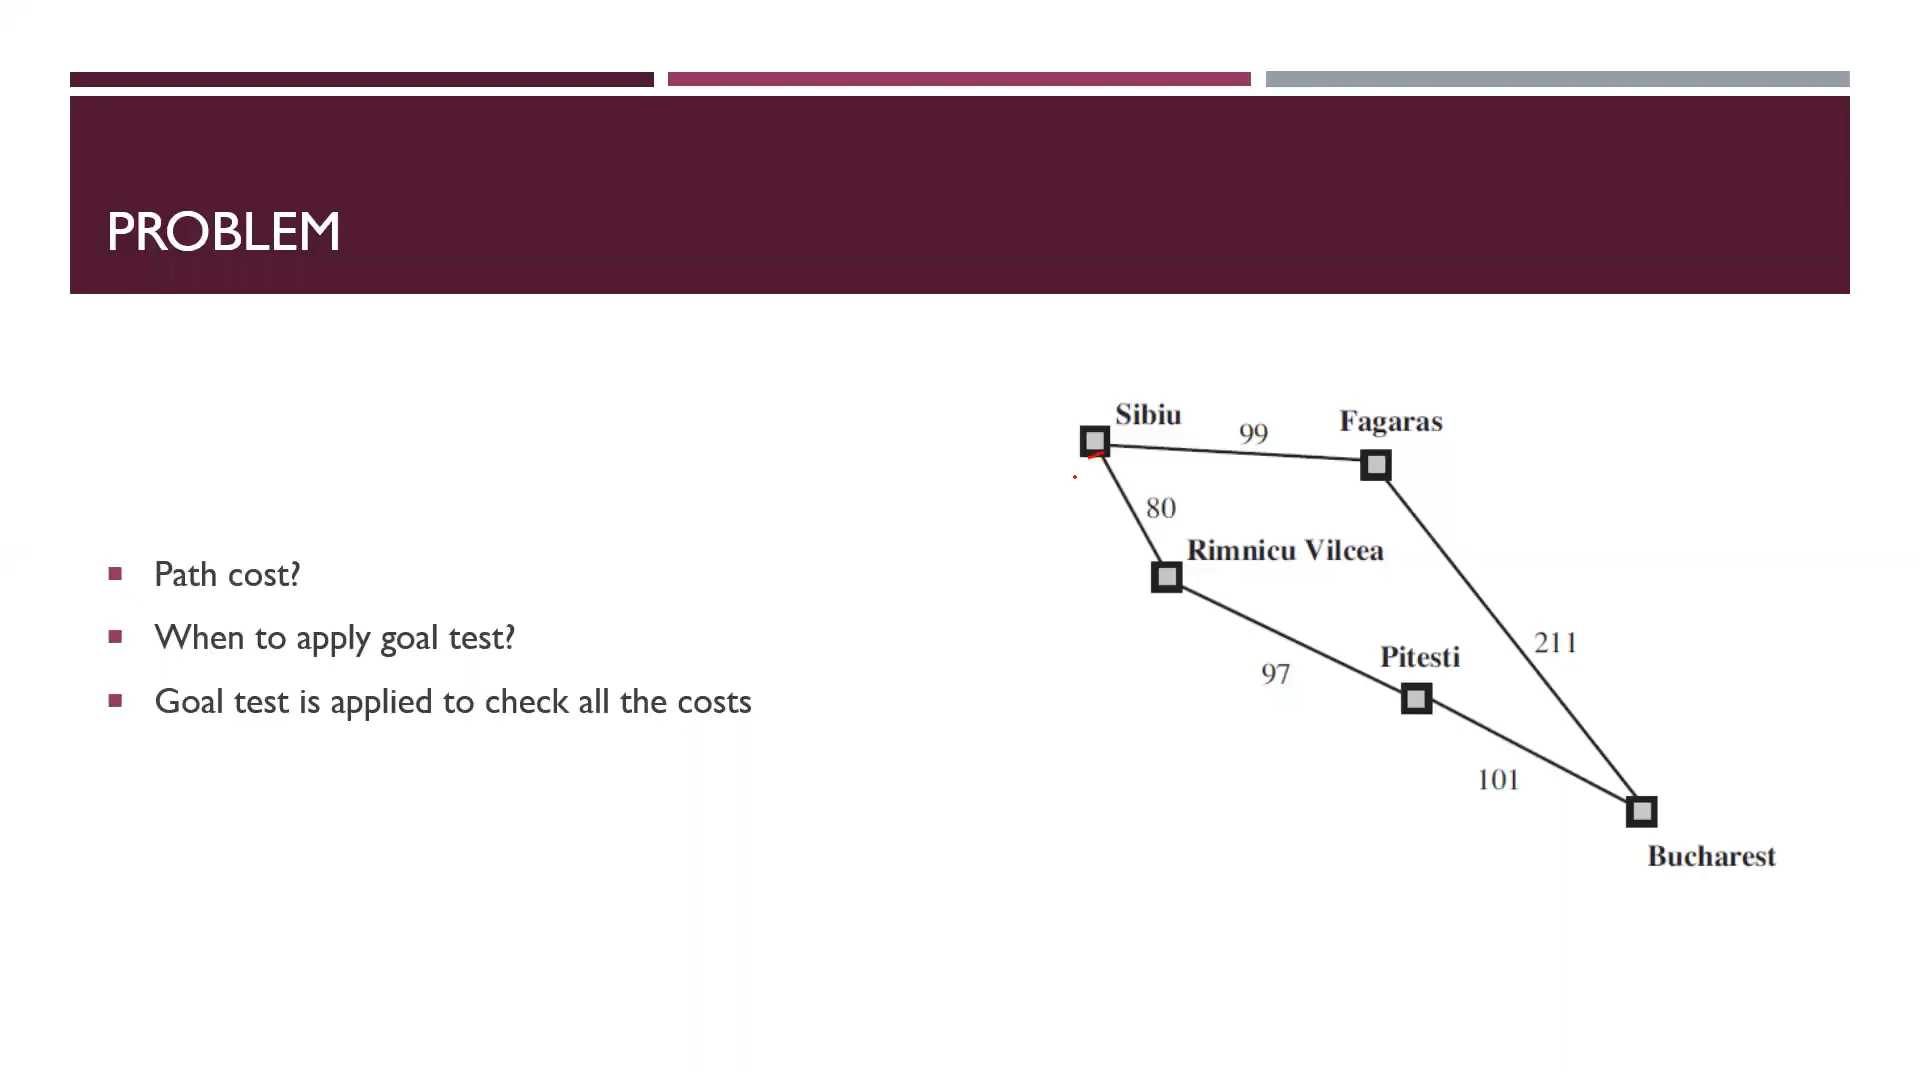 PROBLEM
Path cost?
When to apply goal test?
Goal test is applied to check all the costs
Sibiu
99
Fagaras
80
Rimnicu Vilcea
211
Pitesti
97
101
Bucharest